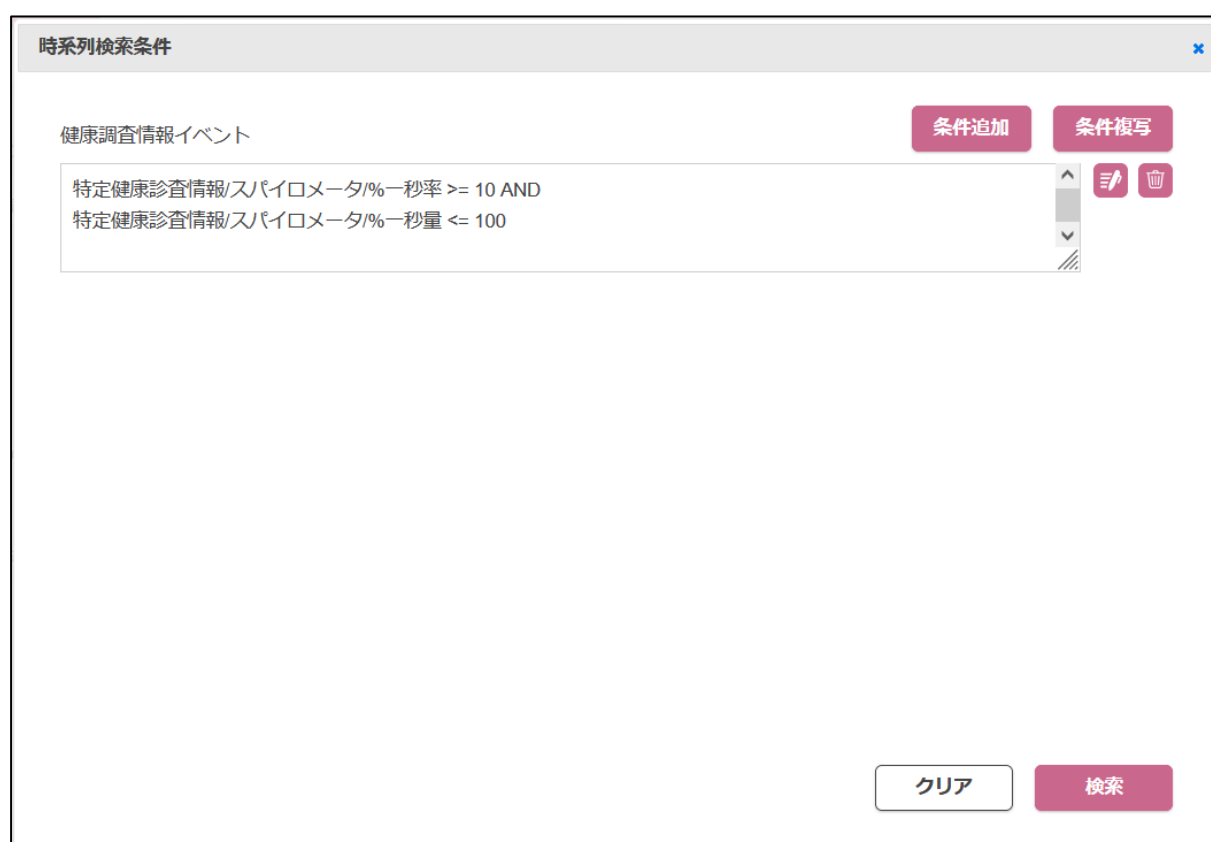 時系列検索条件
健康調査情報イベント
条件追加
条件複写
特定健康診査情報/スパイロメータ/%一秒率 >= 10 AND
特定健康診査情報/スパイロメータ/%一秒量 <= 100
クリア
検索